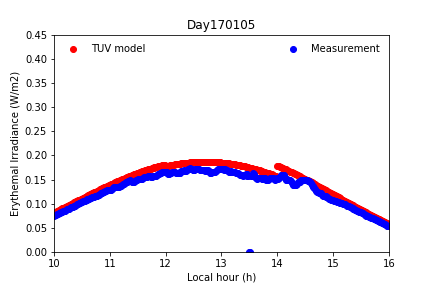 Day170105
TUV model
Measurement
Erythemal Irradiance (W/m2)
0.45
0.40
0.35
0.30
0.25
0.20
0.15
0.10
0.05
0.00
10 11 12 13 14 15 16
Local hour (h)